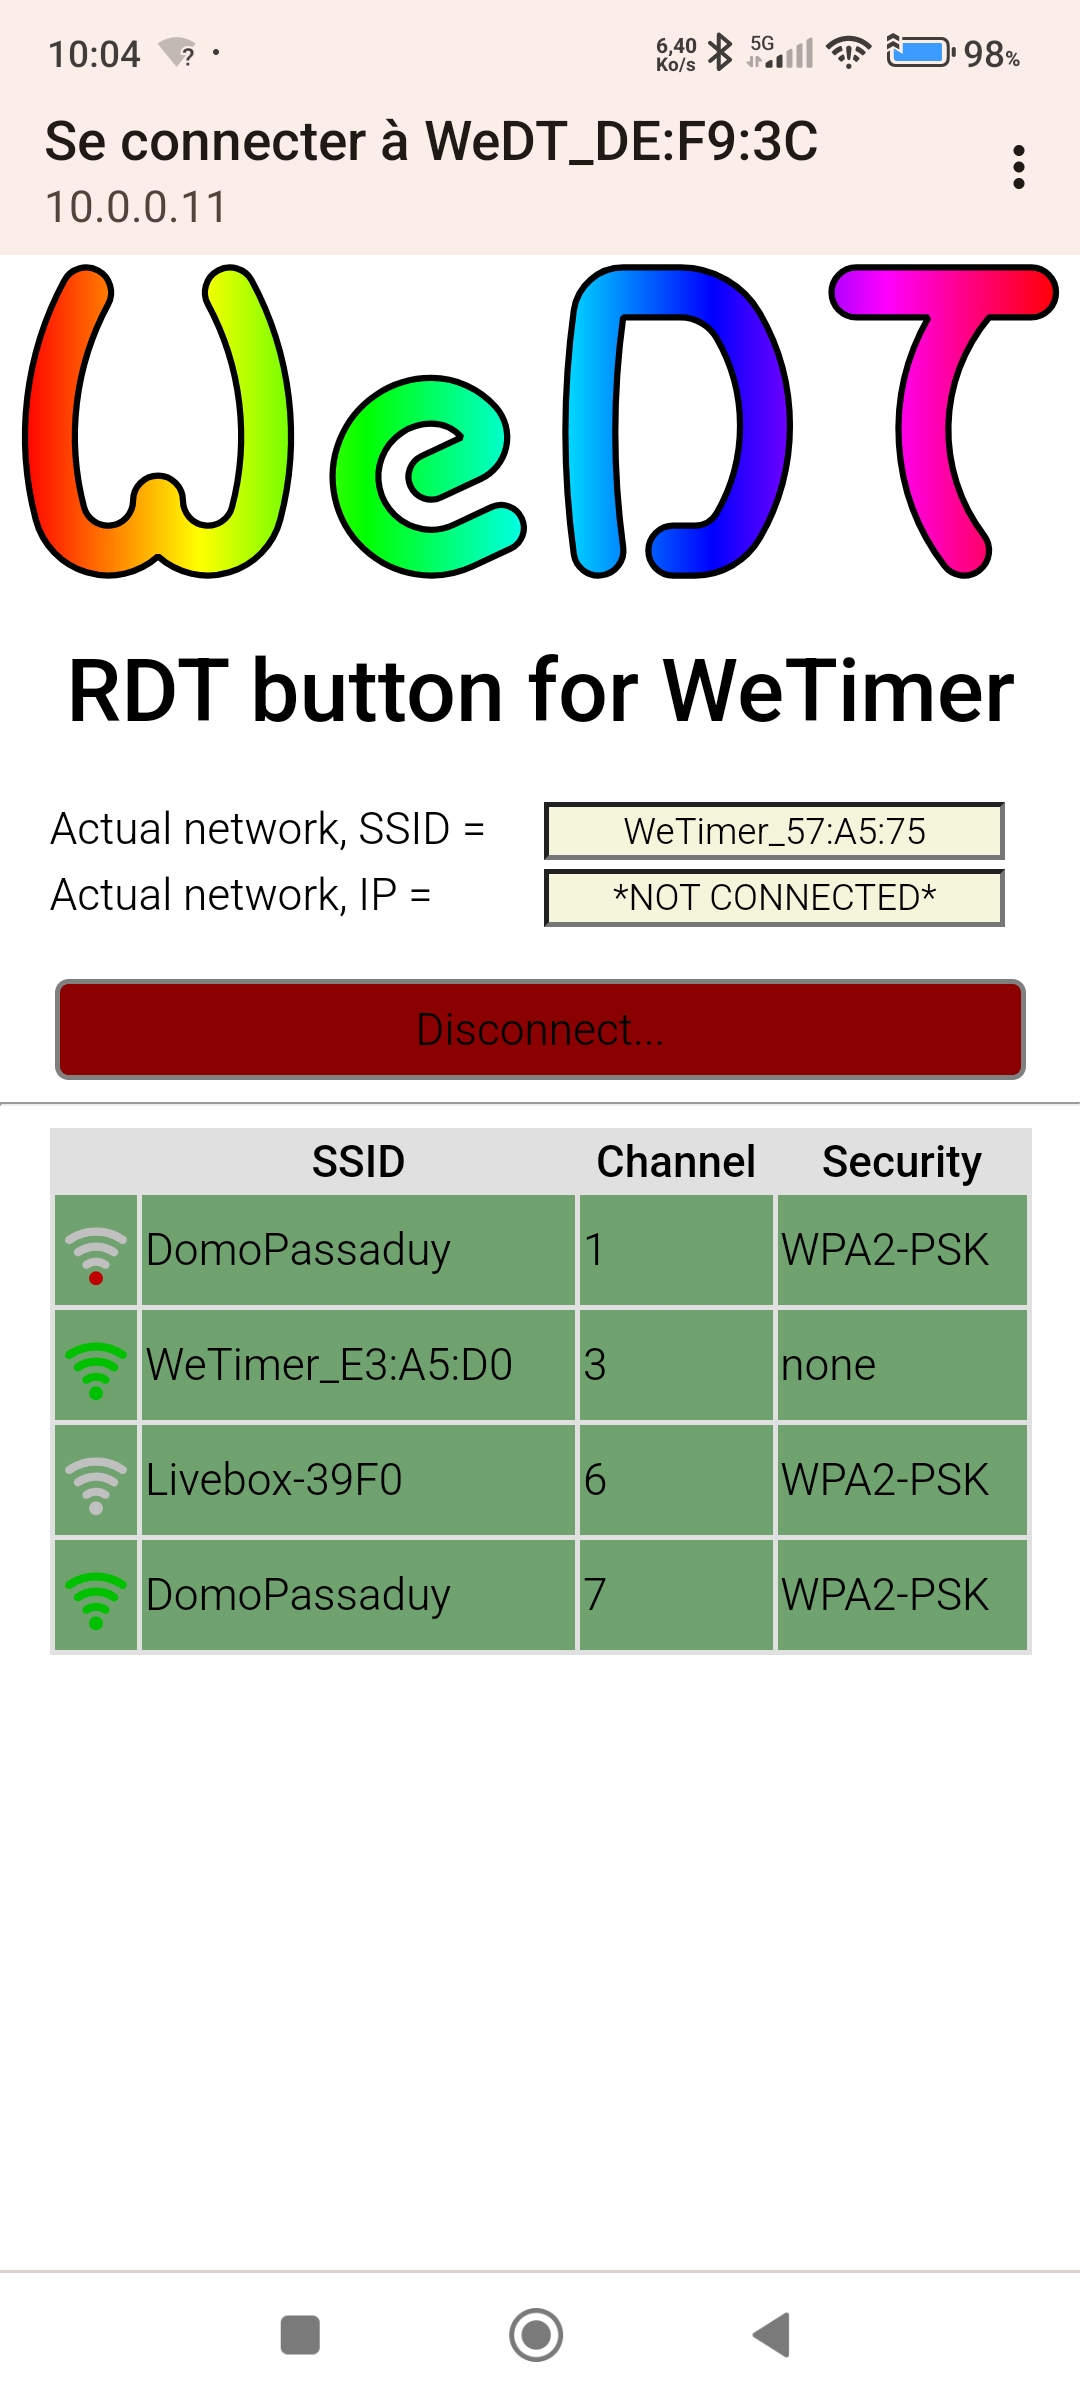 10:04 6,40 Ko/s 5G 98%
Se connecter à WeDT_DE:F9:3C
10.0.0.11
WeDT
RDT button for WeTimer
Actual network, SSID = WeTimer_57:A5:75
Actual network, IP = *NOT CONNECTED*
Disconnect...
SSID Channel Security
DomoPassaduy 1 WPA2-PSK
WeTimer_E3:A5:D0 3 none
Livebox-39F0 6 WPA2-PSK
DomoPassaduy 7 WPA2-PSK